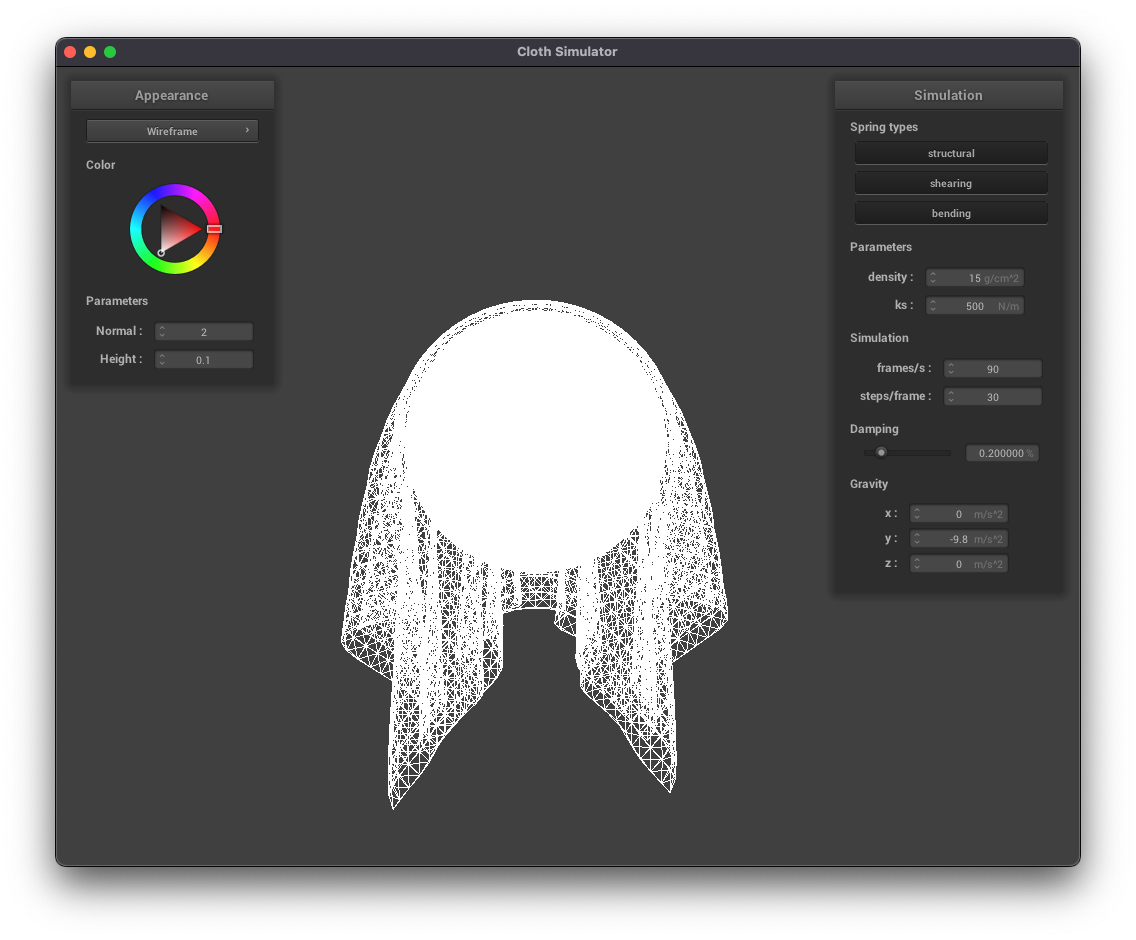 Cloth Simulator
Appearance
Wireframe
Color
Parameters
Normal : 2
Height : 0.1
Simulation
Spring types
structural
shearing
bending
Parameters
density : 15 g/cm^2
ks : 500 N/m
Simulation
frames/s : 90
steps/frame : 30
Damping
0.200000 %
Gravity
x : 0 m/s^2
y : -9.8 m/s^2
z : 0 m/s^2